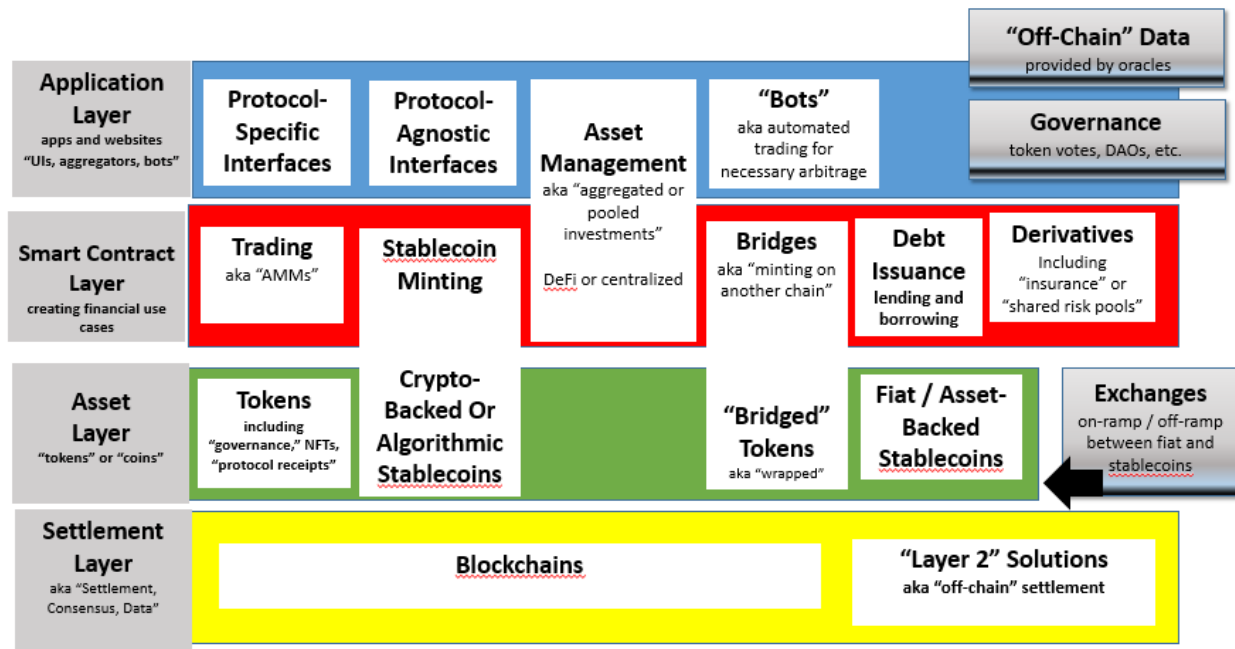 “Off-Chain” Data
provided by oracles
Governance
token votes, DAOs, etc.
Application
Layer
apps and websites
“UIs, aggregators, bots”
Protocol-
Specific
Interfaces
Protocol-
Agnostic
Interfaces
Asset
Management
aka “aggregated or
pooled
investments”
DeFi or centralized
“Bots”
aka automated
trading for
necessary arbitrage
Smart Contract
Layer
creating financial use
cases
Trading
aka “AMMs”
Stablecoin
Minting
Bridges
aka “minting on
another chain”
Debt
Issuance
lending and
borrowing
Derivatives
Including
“insurance” or
“shared risk pools”
Asset
Layer
“tokens” or “coins”
Tokens
including
“governance,” NFTs,
“protocol receipts”
Crypto-
Backed Or
Algorithmic
Stablecoins
“Bridged”
Tokens
aka “wrapped”
Fiat / Asset-
Backed
Stablecoins
Exchanges
on-ramp / off-ramp
between fiat and
stablecoins
Settlement
Layer
aka “Settlement,
Consensus, Data”
Blockchains
“Layer 2” Solutions
aka “off-chain” settlement